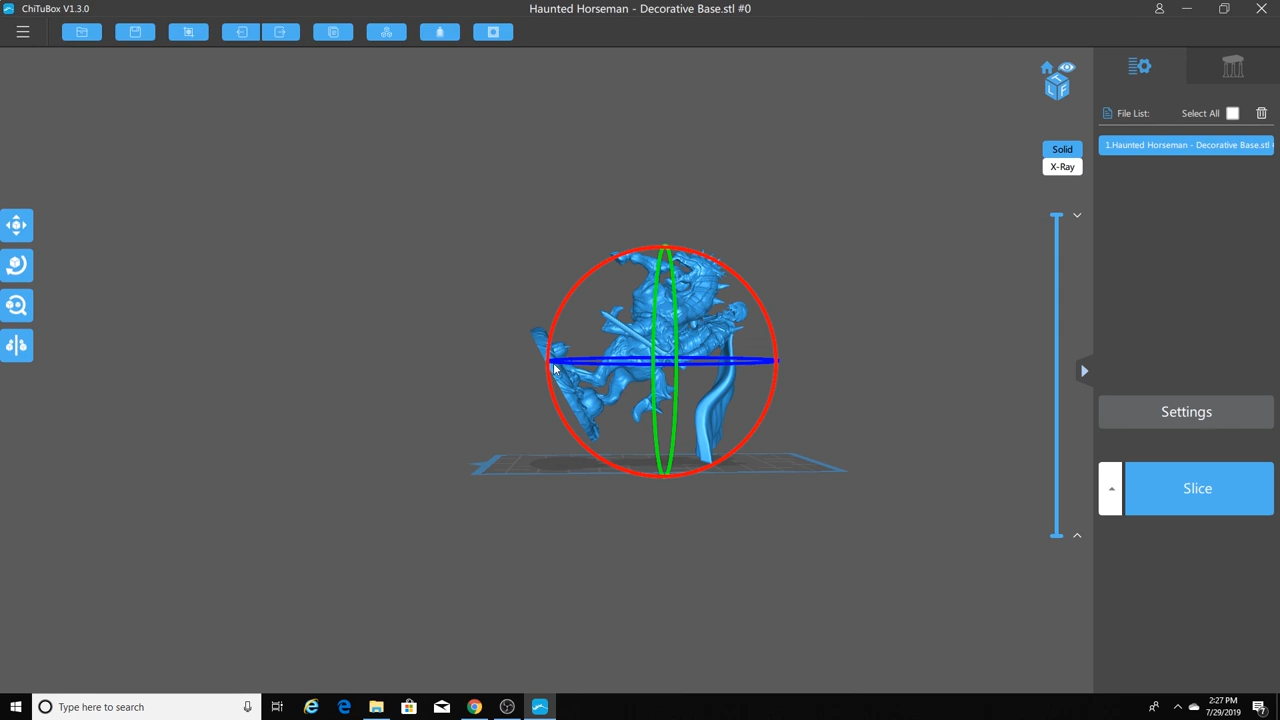 ChiTuBox V1.3.0
Haunted Horseman - Decorative Base.stl #0
File List:
Select All
1.Haunted Horseman - Decorative Base.stl
Solid
X-Ray
T
L F
Settings
Slice
Type here to search
2:27 PM
7/29/2019
7